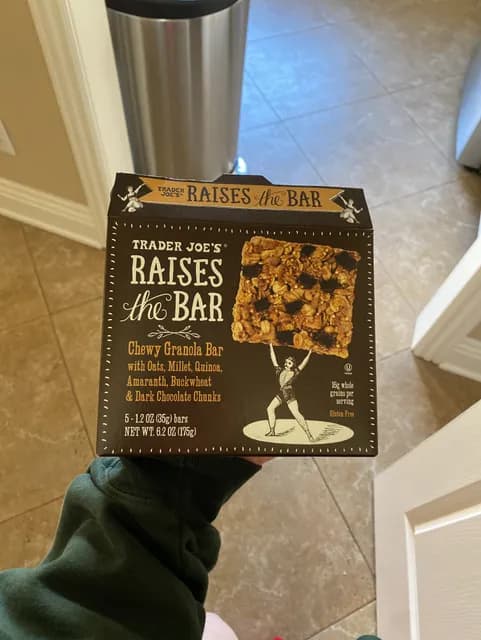 TRADER JOE'S RAISES the BAR
TRADER JOE'S®
RAISES
the BAR
Chewy Granola Bar
with Oats, Millet, Quinoa,
Amaranth, Buckwheat
& Dark Chocolate Chunks
5 - 1.2 OZ (35g) bars
NET WT. 6.2 OZ (175g)
16g whole
grains per
serving
Gluten Free